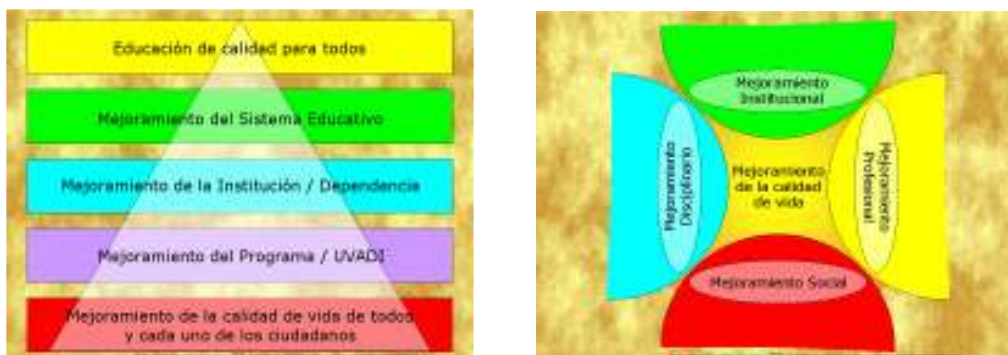 Educación de calidad para todos
Mejoramiento del Sistema Educativo
Mejoramiento de la Institución / Dependencia
Mejoramiento del Programa / UVADI
Mejoramiento de la calidad de vida de todos
y cada uno de los ciudadanos
Mejoramiento
Institucional
Mejoramiento
Disciplinario
Mejoramiento
de la calidad
de vida
Mejoramiento
Profesional
Mejoramiento Social